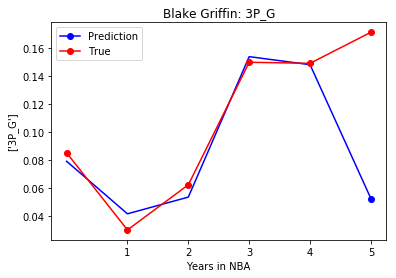 Blake Griffin: 3P_G
Prediction
True
0.16
0.14
0.12
0.10
0.08
0.06
0.04
['3P_G']
1 2 3 4 5
Years in NBA